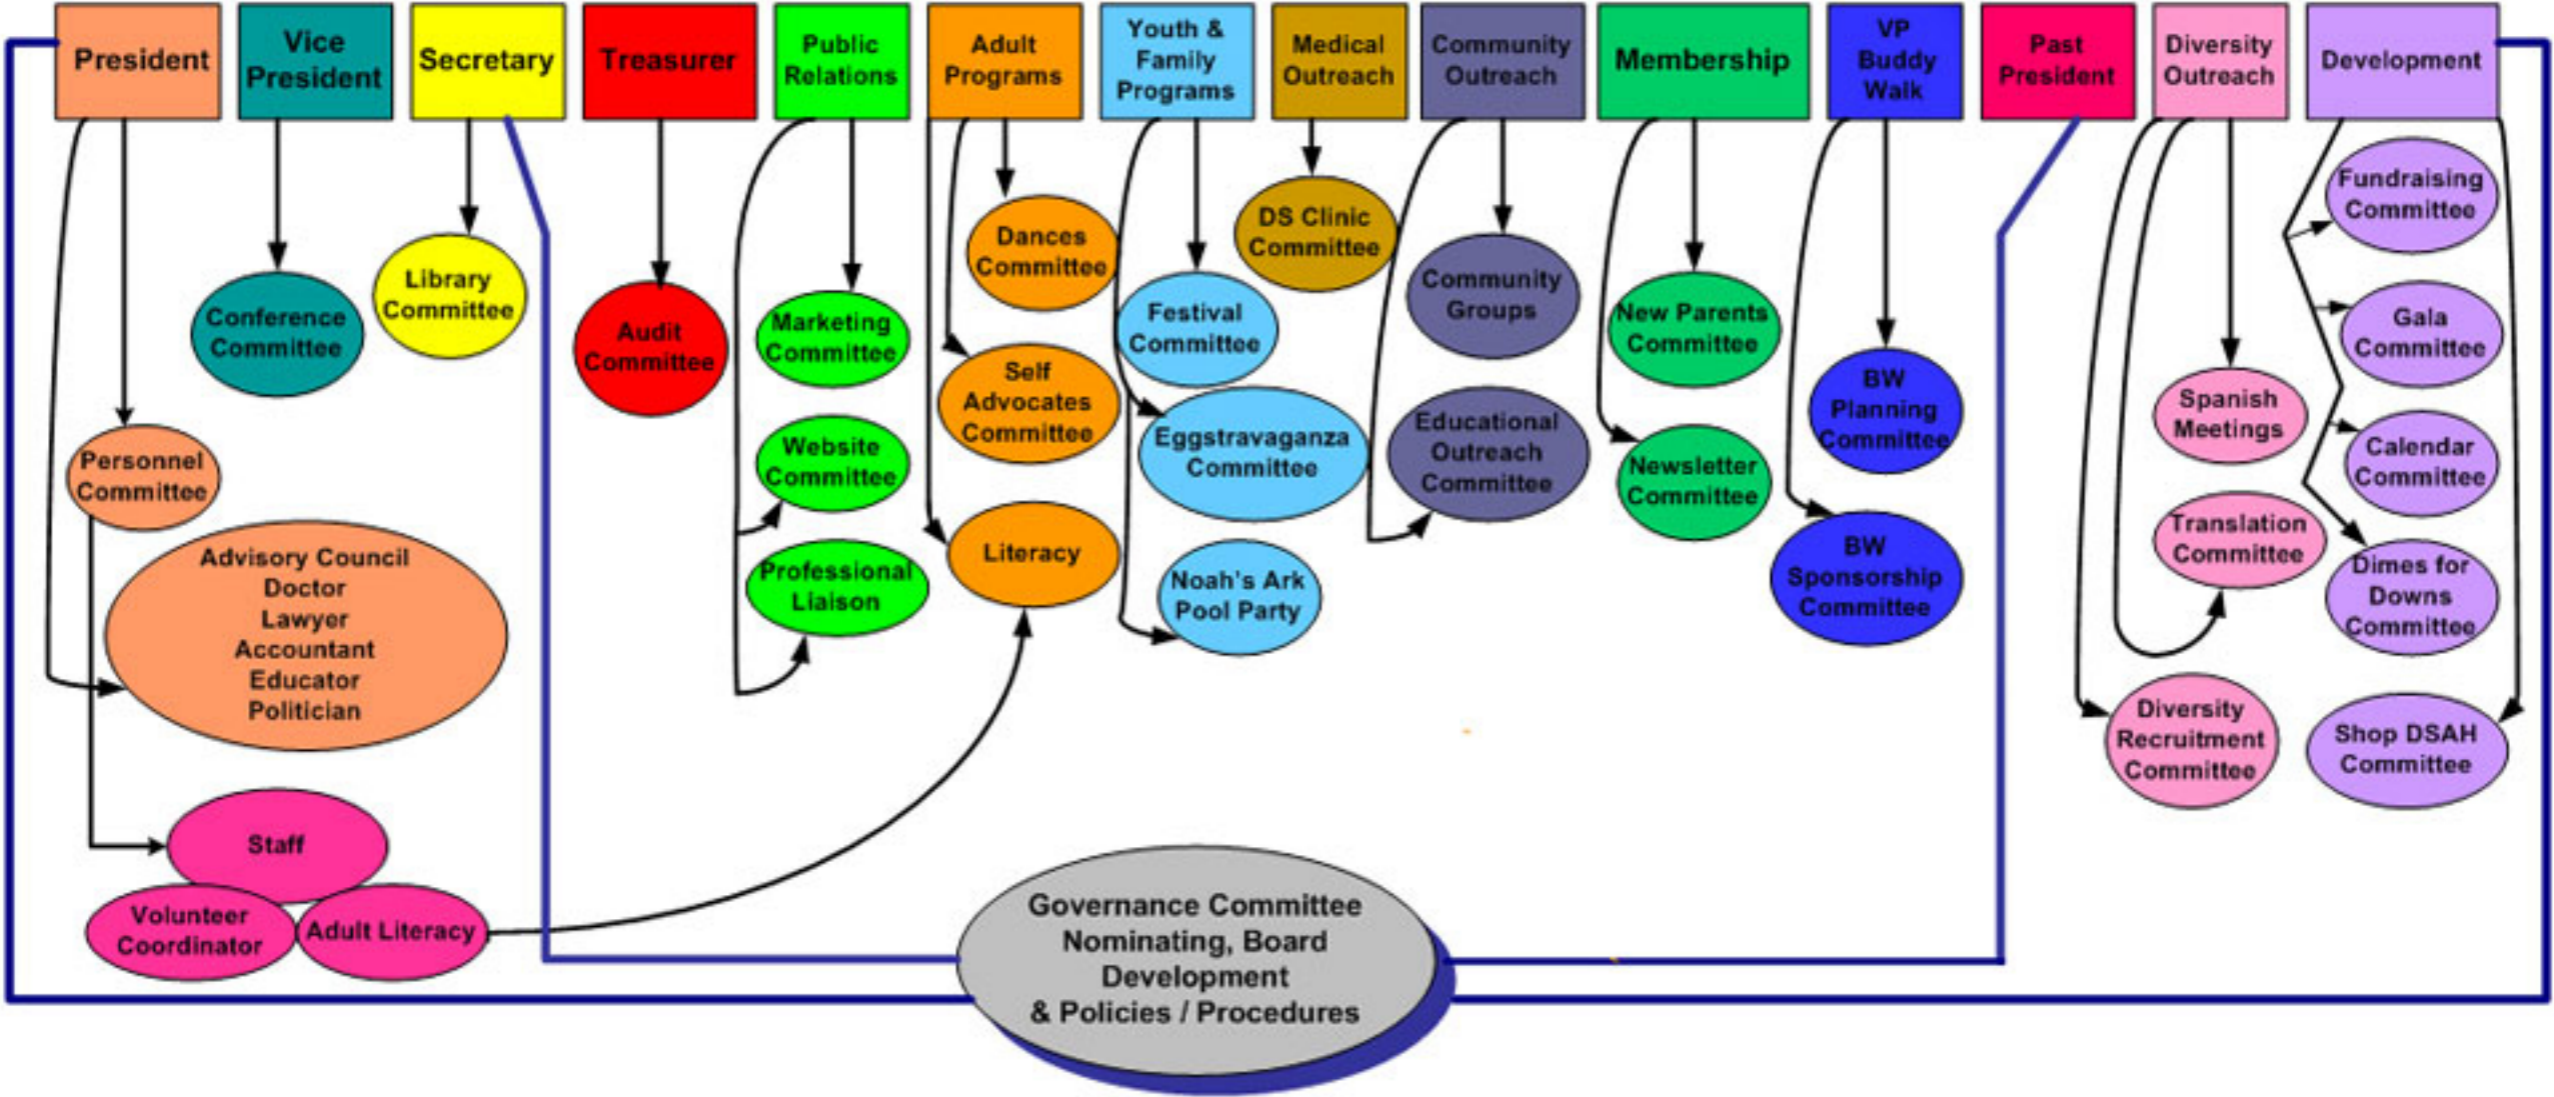 President
Vice
President
Secretary
Treasurer
Public
Relations
Adult
Programs
Youth &
Family
Programs
Medical
Outreach
Community
Outreach
Membership
VP
Buddy
Walk
Past
President
Diversity
Outreach
Development
Personnel
Committee
Advisory Council
Doctor
Lawyer
Accountant
Educator
Politician
Staff
Volunteer
Coordinator
Adult Literacy
Conference
Committee
Library
Committee
Audit
Committee
Marketing
Committee
Website
Committee
Professional
Liaison
Dances
Committee
Self
Advocates
Committee
Literacy
Festival
Committee
Eggstravaganza
Committee
Noah's Ark
Pool Party
DS Clinic
Committee
Community
Groups
Educational
Outreach
Committee
New Parents
Committee
Newsletter
Committee
BW
Planning
Committee
BW
Sponsorship
Committee
Spanish
Meetings
Translation
Committee
Diversity
Recruitment
Committee
Fundraising
Committee
Gala
Committee
Calendar
Committee
Dimes for
Downs
Committee
Shop DSAH
Committee
Governance Committee
Nominating, Board
Development
& Policies / Procedures